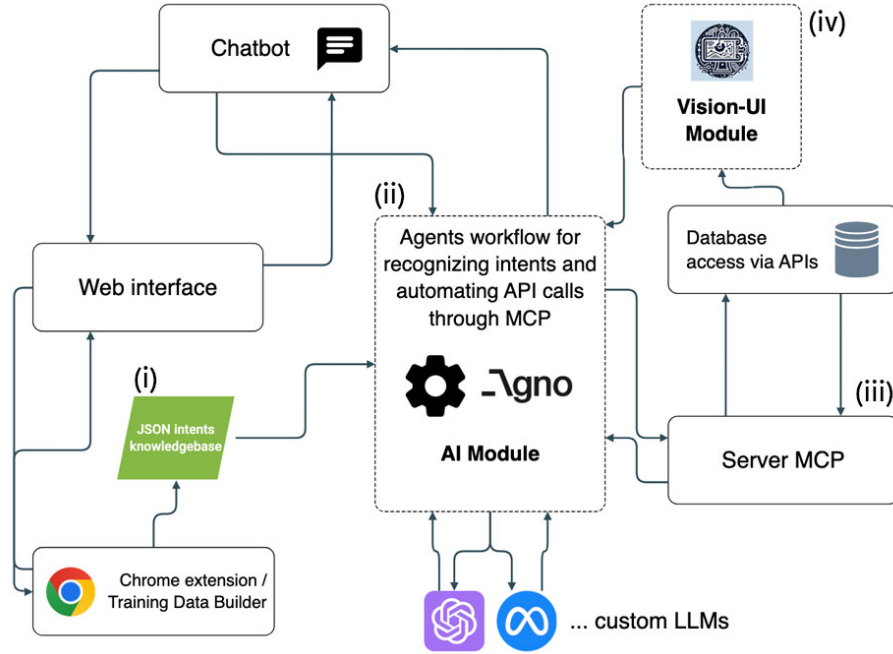 Chatbot
(iv)
Vision-UI
Module
(ii)
Agents workflow for
recognizing intents and
automating API calls
through MCP
Agno
AI Module
Database
access via APIs
Web interface
(i)
JSON intents
knowledgebase
(iii)
Server MCP
Chrome extension /
Training Data Builder
... custom LLMs